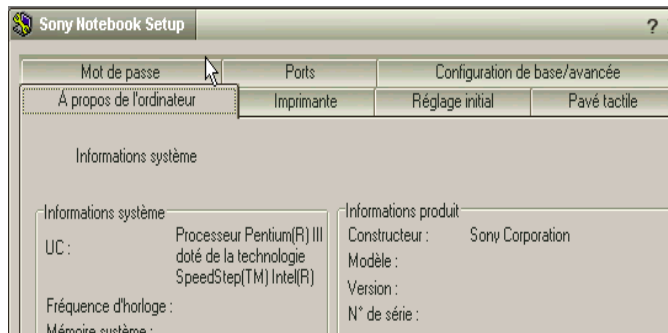 Sony Notebook Setup
?
Mot de passe
Ports
Configuration de base/avancée
À propos de l'ordinateur
Imprimante
Réglage initial
Pavé tactile
Informations système
Informations système
UC :
Processeur Pentium(R) III
doté de la technologie
SpeedStep(TM) Intel(R)
Fréquence d'horloge :
Mémoire système :
Informations produit
Constructeur :
Sony Corporation
Modèle :
Version :
N° de série :